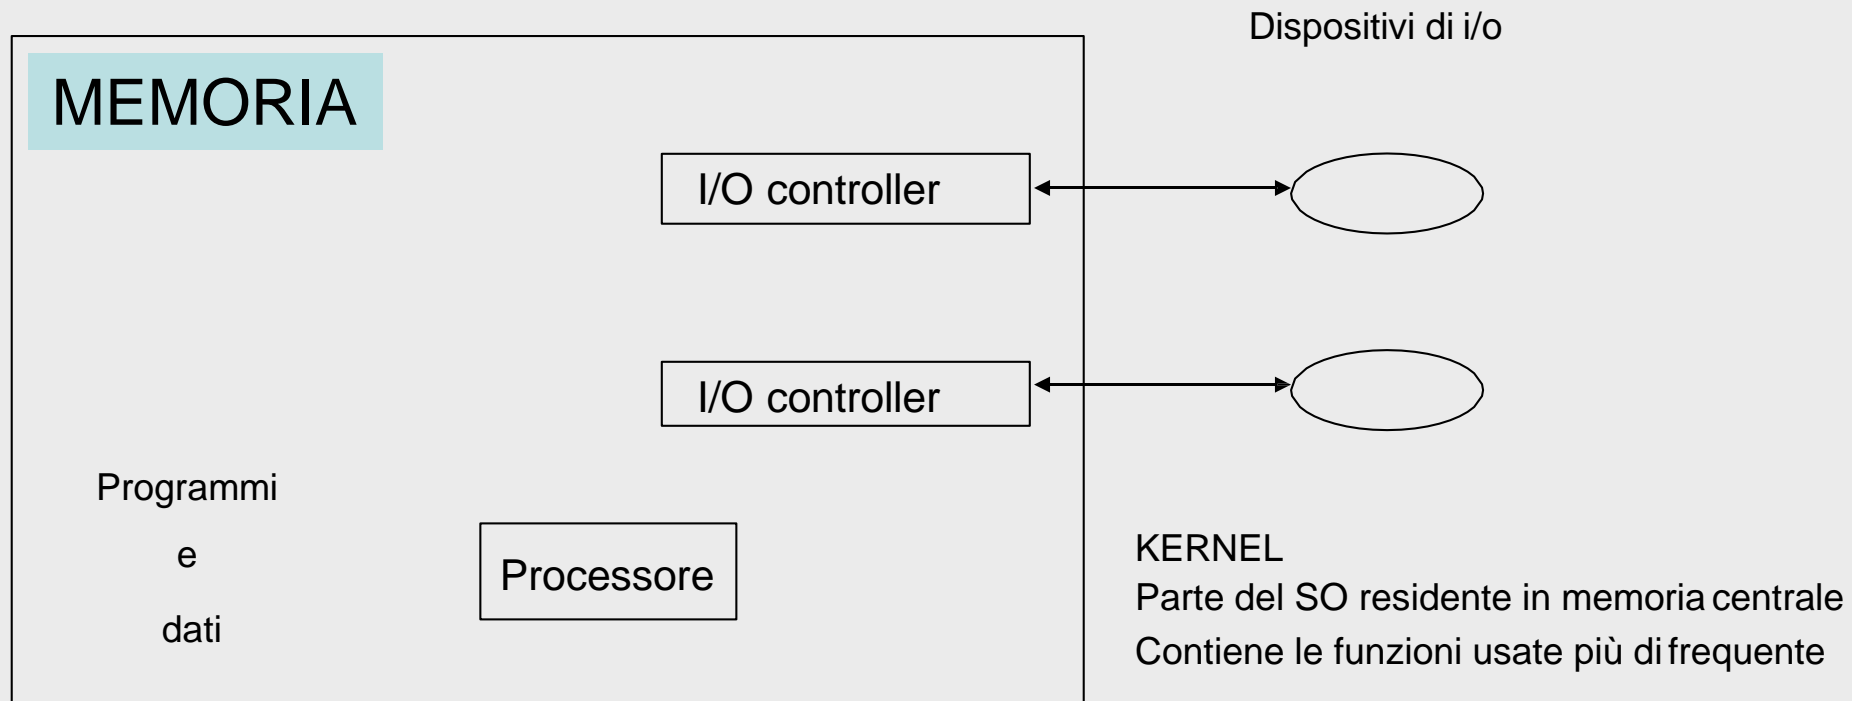 Dispositivi di i/o
MEMORIA
I/O controller
I/O controller
Programmi
e
dati
Processore
KERNEL
Parte del SO residente in memoria centrale
Contiene le funzioni usate più di frequente